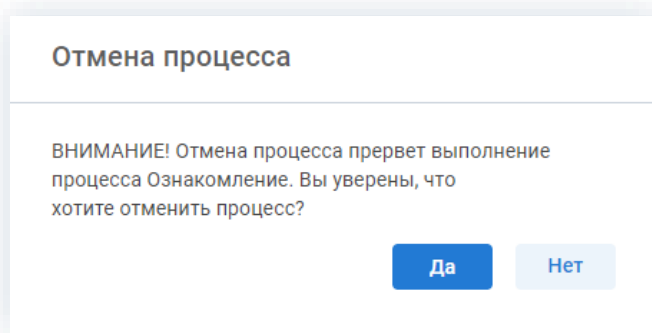 Отмена процесса
ВНИМАНИЕ! Отмена процесса прервет выполнение
процесса Ознакомление. Вы уверены, что
хотите отменить процесс?
Да
Нет